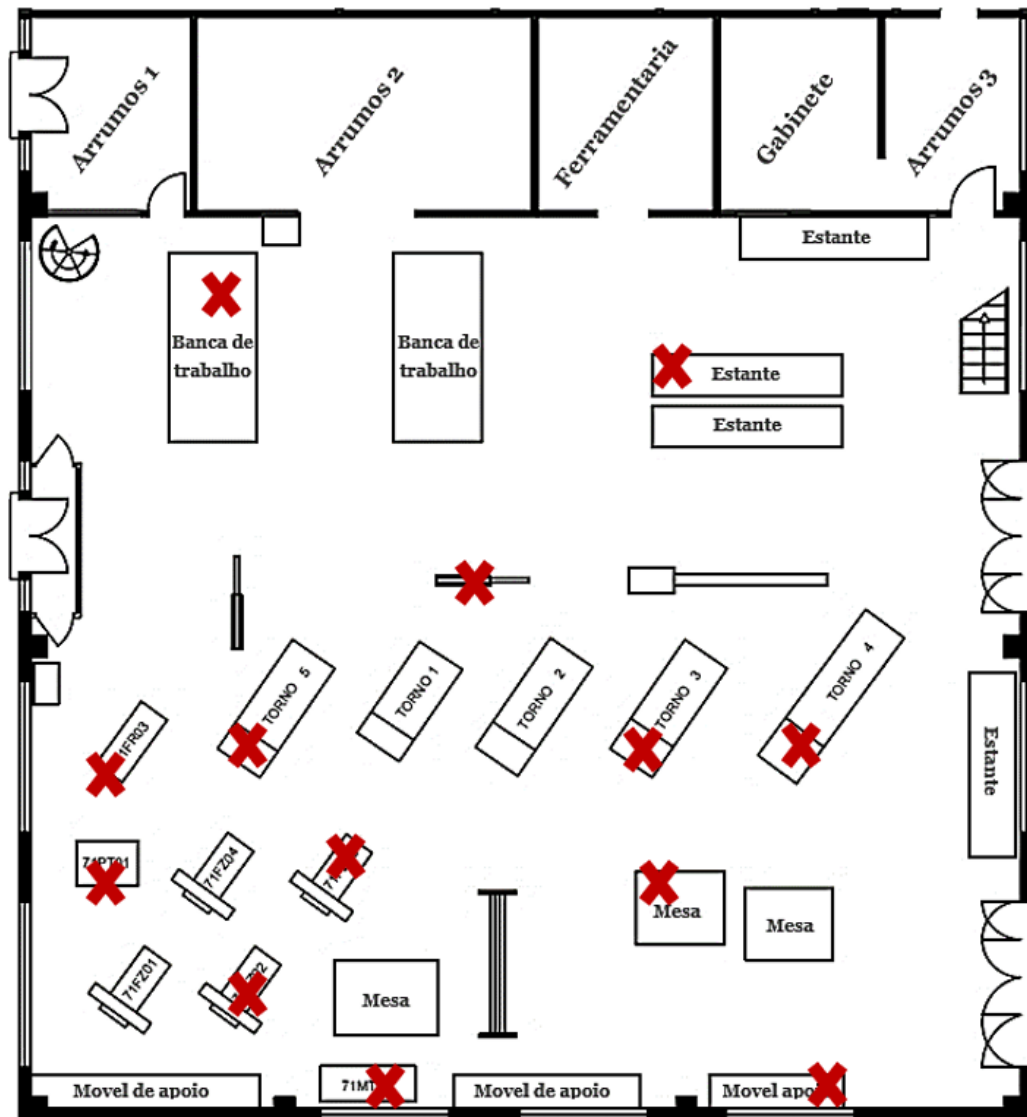 Arrumos 1
Arrumos 2
Ferramentaria
Gabinete
Arrumos 3
Estante
Banca de
trabalho
Banca de
trabalho
Estante
Estante
TORNO 5
TORNO 1
TORNO 2
TORNO 3
TORNO 4
Estante
71PT01
71FZ04
Mesa
Mesa
71FZ01
Mesa
Movel de apoio
Movel de apoio